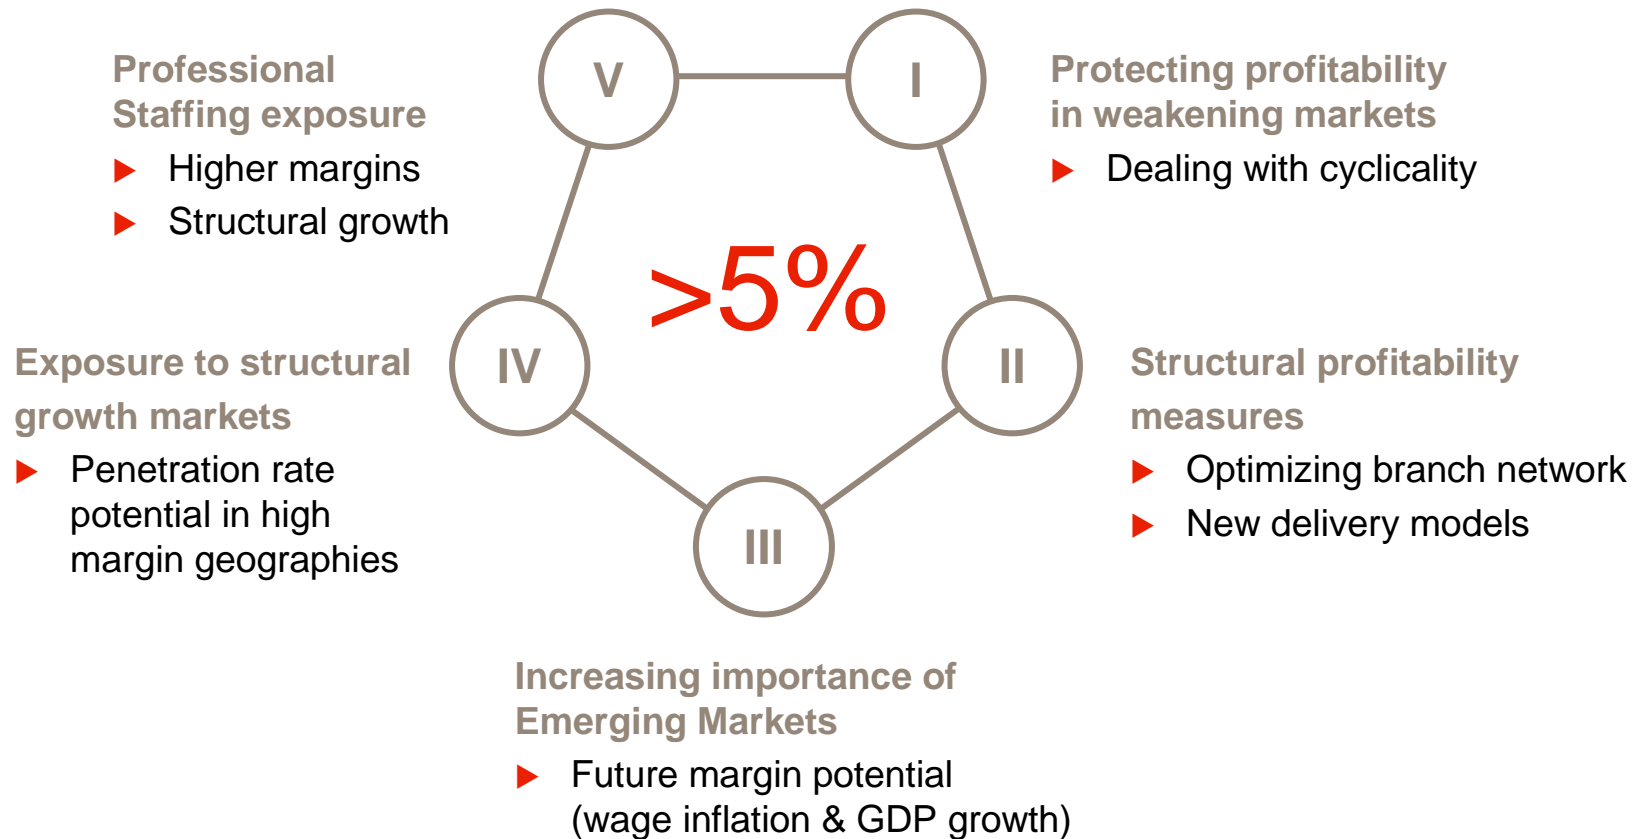 V
I
Professional
Staffing exposure
Higher margins
Structural growth
Protecting profitability
in weakening markets
Dealing with cyclicality
>5%
IV
II
Exposure to structural
growth markets
Penetration rate
potential in high
margin geographies
Structural profitability
measures
Optimizing branch network
New delivery models
III
Increasing importance of
Emerging Markets
Future margin potential
(wage inflation & GDP growth)